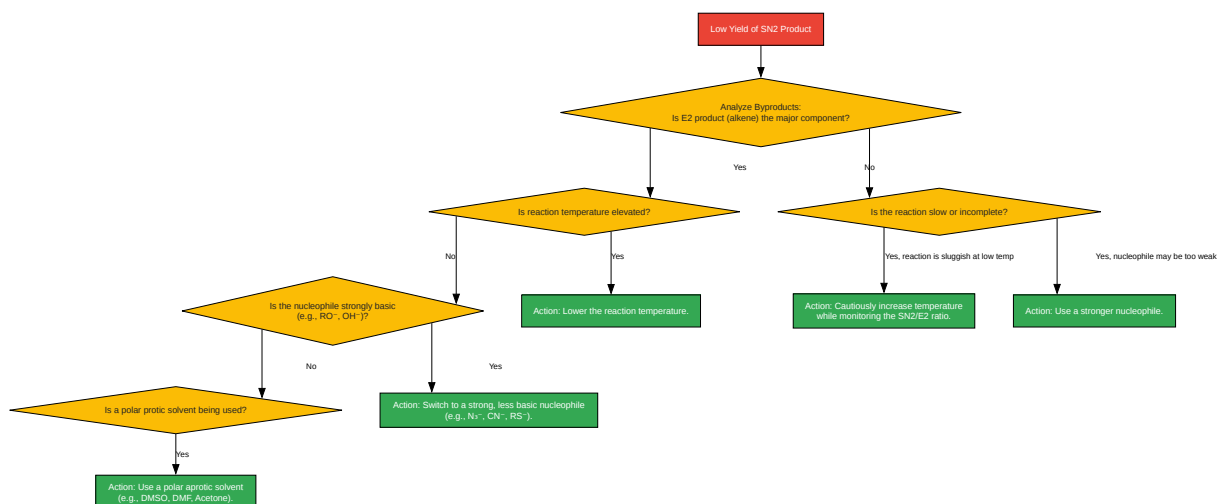 Low Yield of SN2 Product
Analyze Byproducts:
Is E2 product (alkene) the major component?
Yes
No
Is reaction temperature elevated?
Is the reaction slow or incomplete?
No
Yes
Yes, reaction is sluggish at low temp
Yes, nucleophile may be too weak
Is the nucleophile strongly basic
(e.g., RO⁻, OH⁻)?
Action: Lower the reaction temperature.
Action: Cautiously increase temperature
while monitoring the SN2/E2 ratio.
Action: Use a stronger nucleophile.
No
Yes
Is a polar protic solvent being used?
Action: Switch to a strong, less basic nucleophile
(e.g., N₃⁻, CN⁻, RS⁻).
Yes
Action: Use a polar aprotic solvent
(e.g., DMSO, DMF, Acetone).